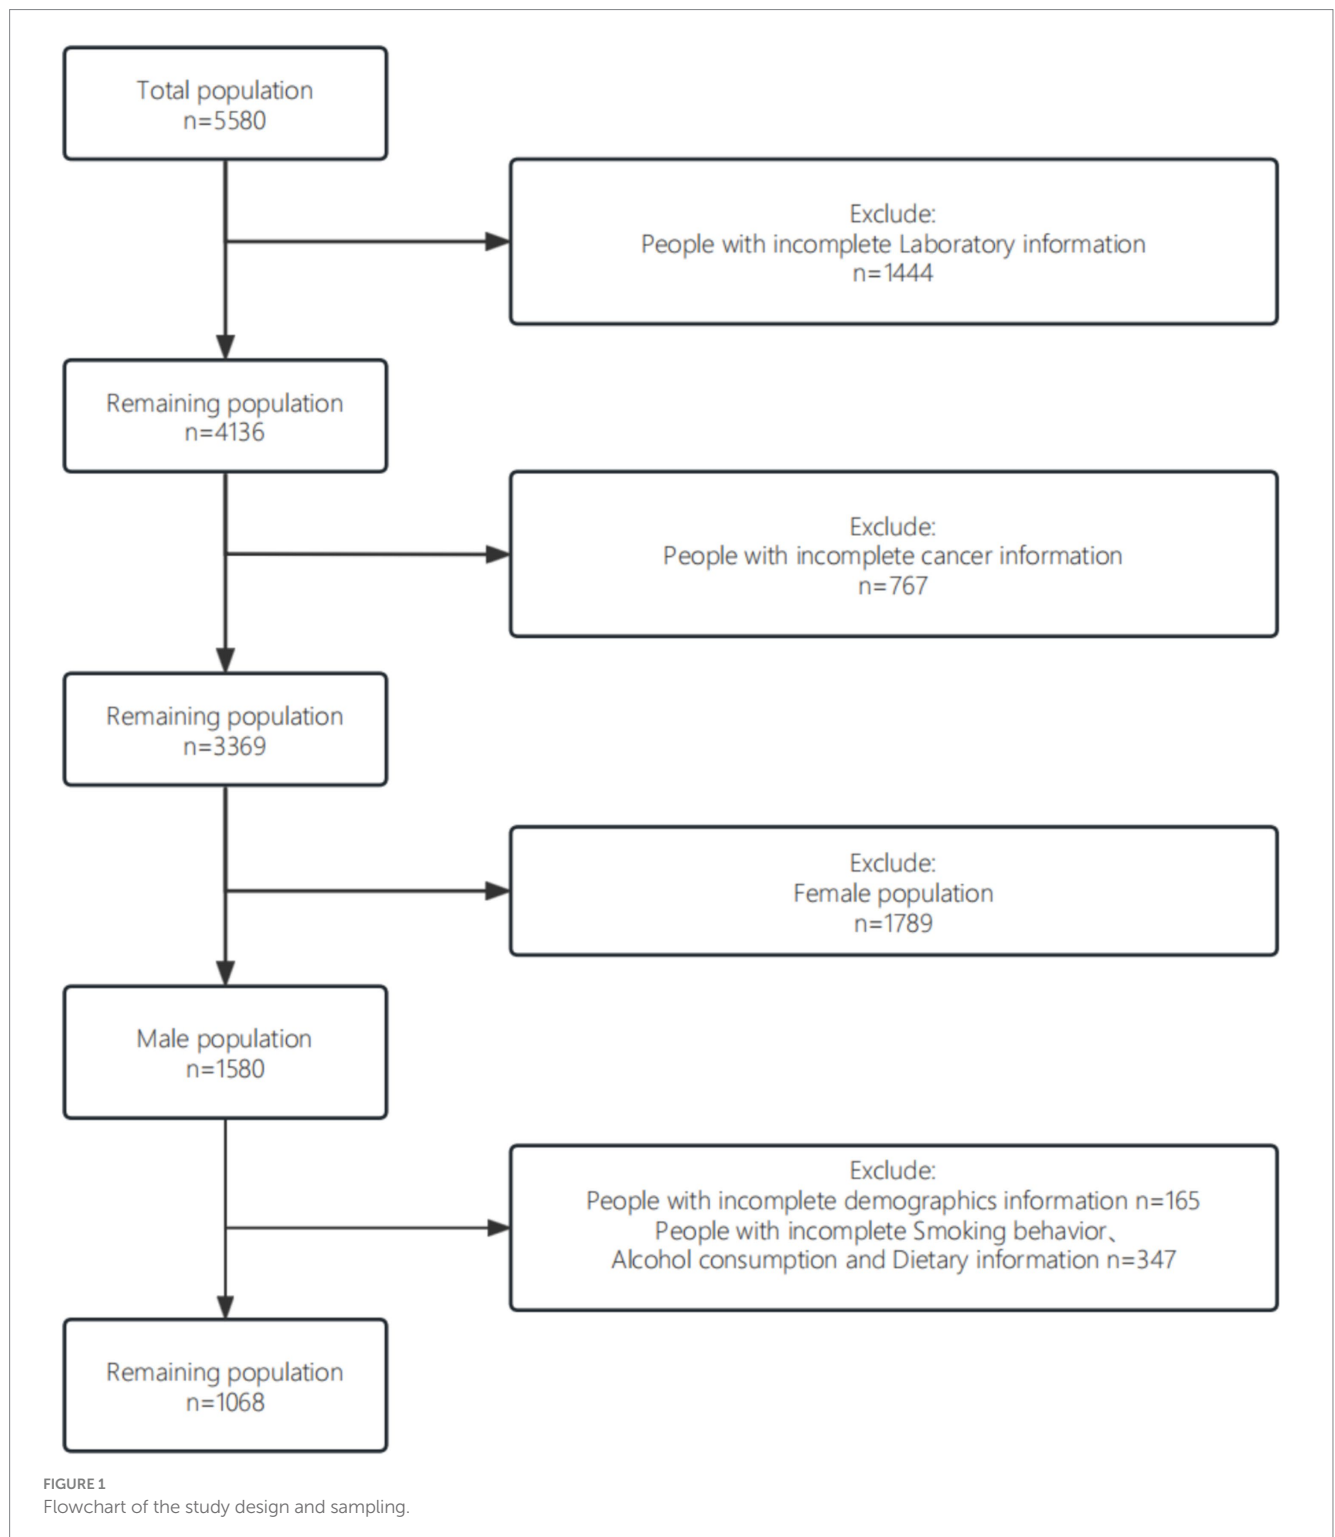 Total population
n=5580
Exclude:
People with incomplete Laboratory information
n=1444
Remaining population
n=4136
Exclude:
People with incomplete cancer information
n=767
Remaining population
n=3369
Exclude:
Female population
n=1789
Male population
n=1580
Exclude:
People with incomplete demographics information n=165
People with incomplete Smoking behavior、
Alcohol consumption and Dietary information n=347
Remaining population
n=1068
FIGURE 1
Flowchart of the study design and sampling.